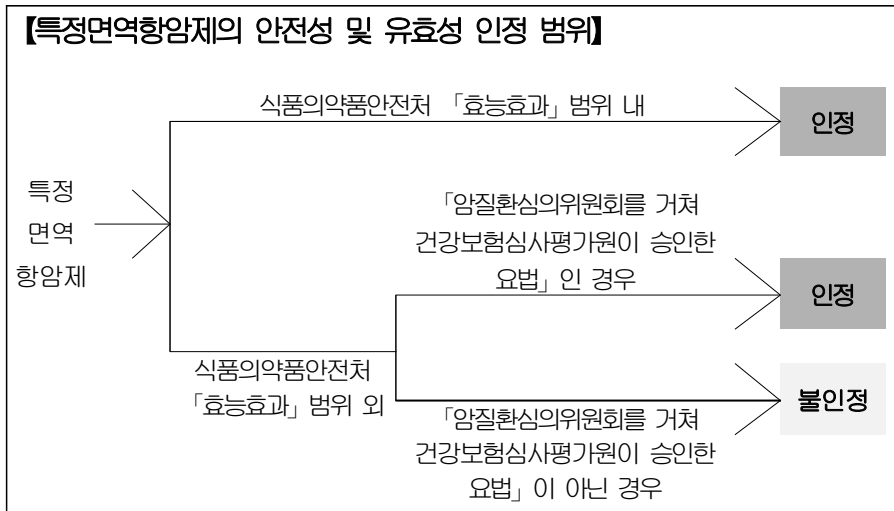 【특정면역항암제의 안전성 및 유효성 인정 범위】
식품의약품안전처 「효능효과」범위 내
인정
특정
면역
항암제
「암질환심의위원회를 거쳐
건강보험심사평가원이 승인한
요법」인 경우
인정
식품의약품안전처
「효능효과」범위 외
불인정
「암질환심의위원회를 거쳐
건강보험심사평가원이 승인한
요법」이 아닌 경우